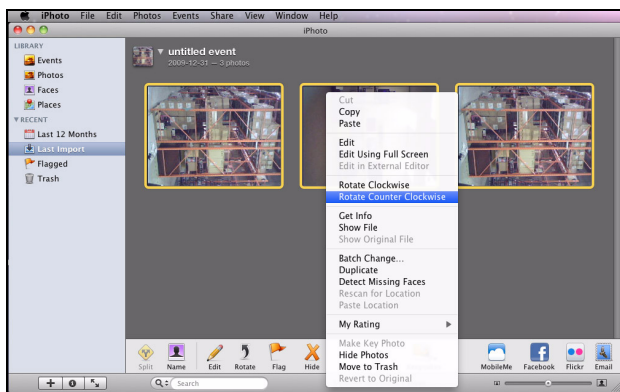 iPhoto File Edit Photos Events Share View Window Help
iPhoto
LIBRARY
Events
Photos
Faces
Places
▼ RECENT
Last 12 Months
Last Import
Flagged
Trash
▼ untitled event
2009-12-31 — 3 photos
Cut
Copy
Paste
Edit
Edit Using Full Screen
Edit in External Editor
Rotate Clockwise
Rotate Counter Clockwise
Get Info
Show File
Show Original File
Batch Change...
Duplicate
Detect Missing Faces
Rescan for Location
Paste Location
My Rating
Make Key Photo
Hide Photos
Move to Trash
Revert to Original
Split Name Edit Rotate Flag Hide MobileMe Facebook Flickr Email
Search